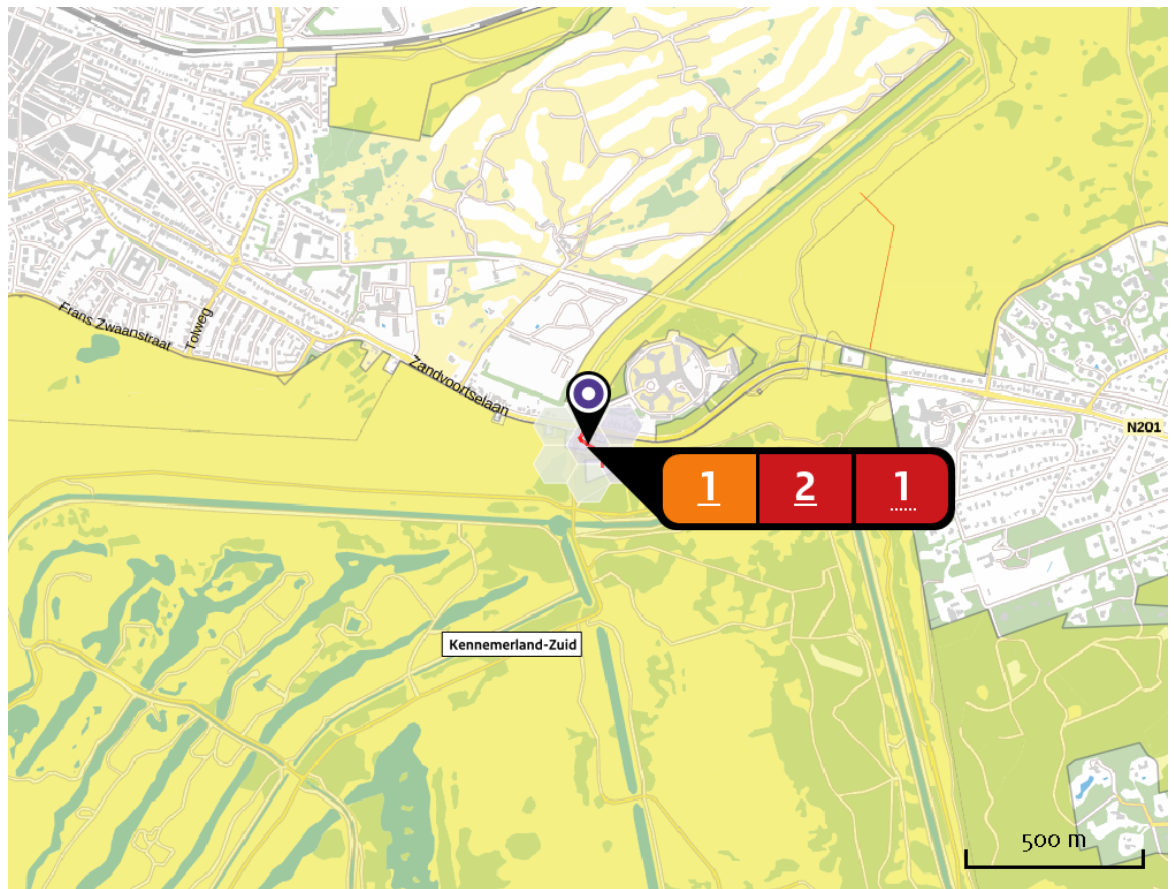 Frans Zwaanstraat
Tolweg
Zandvoortselaan
N201
1 2 1
Kennemerland-Zuid
500 m